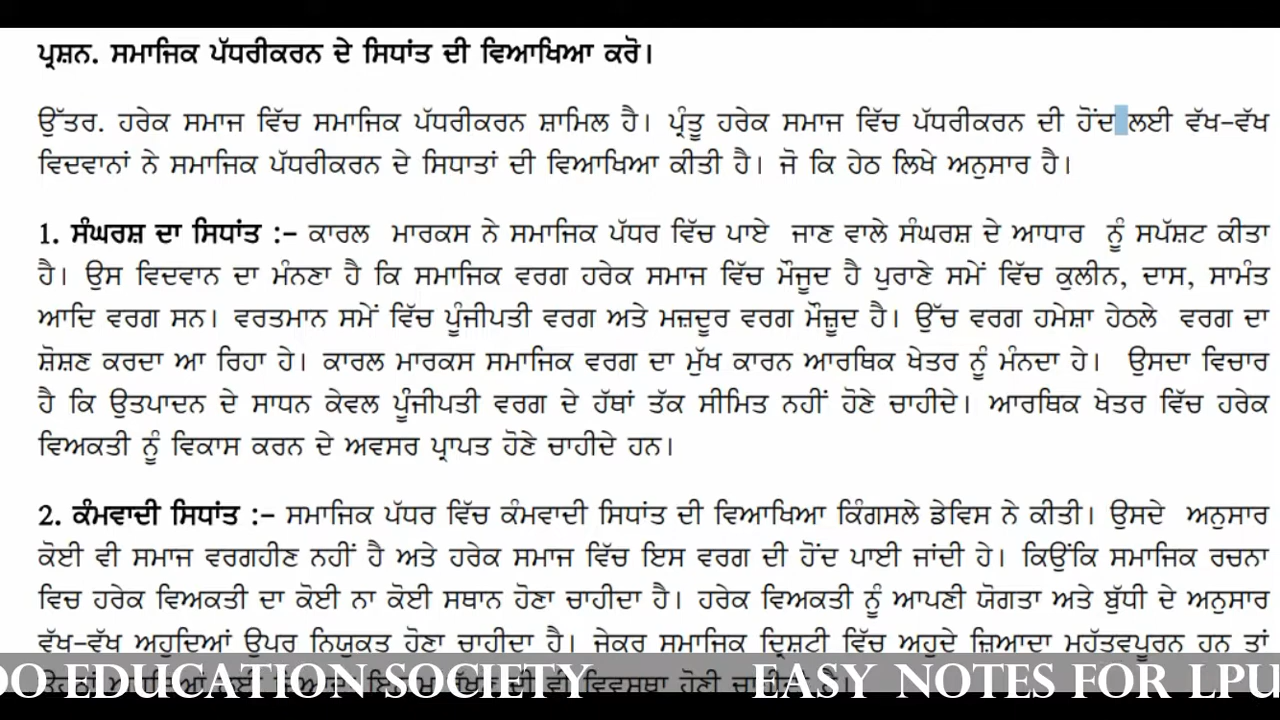 ਪ੍ਰਸ਼ਨ. ਸਮਾਜਿਕ ਪੱਧਰੀਕਰਨ ਦੇ ਸਿਧਾਂਤ ਦੀ ਵਿਆਖਿਆ ਕਰੋ।
ਉੱਤਰ. ਹਰੇਕ ਸਮਾਜ ਵਿੱਚ ਸਮਾਜਿਕ ਪੱਧਰੀਕਰਨ ਸ਼ਾਮਿਲ ਹੈ। ਪ੍ਰੰਤੂ ਹਰੇਕ ਸਮਾਜ ਵਿੱਚ ਪੱਧਰੀਕਰਨ ਦੀ ਹੋਂਦ ਲਈ ਵੱਖ-ਵੱਖ
ਵਿਦਵਾਨਾਂ ਨੇ ਸਮਾਜਿਕ ਪੱਧਰੀਕਰਨ ਦੇ ਸਿਧਾਤਾਂ ਦੀ ਵਿਆਖਿਆ ਕੀਤੀ ਹੈ। ਜੋ ਕਿ ਹੇਠ ਲਿਖੇ ਅਨੁਸਾਰ ਹੈ।
1. ਸੰਘਰਸ਼ ਦਾ ਸਿਧਾਂਤ :- ਕਾਰਲ ਮਾਰਕਸ ਨੇ ਸਮਾਜਿਕ ਪੱਧਰ ਵਿੱਚ ਪਾਏ ਜਾਣ ਵਾਲੇ ਸੰਘਰਸ਼ ਦੇ ਆਧਾਰ ਨੂੰ ਸਪੱਸ਼ਟ ਕੀਤਾ
ਹੈ। ਉਸ ਵਿਦਵਾਨ ਦਾ ਮੰਨਣਾ ਹੈ ਕਿ ਸਮਾਜਿਕ ਵਰਗ ਹਰੇਕ ਸਮਾਜ ਵਿੱਚ ਮੌਜੂਦ ਹੈ ਪੁਰਾਣੇ ਸਮੇਂ ਵਿੱਚ ਕੁਲੀਨ, ਦਾਸ, ਸਾਮੰਤ
ਆਦਿ ਵਰਗ ਸਨ। ਵਰਤਮਾਨ ਸਮੇਂ ਵਿੱਚ ਪੂੰਜੀਪਤੀ ਵਰਗ ਅਤੇ ਮਜ਼ਦੂਰ ਵਰਗ ਮੌਜ਼ੂਦ ਹੈ। ਉੱਚ ਵਰਗ ਹਮੇਸ਼ਾ ਹੇਠਲੇ ਵਰਗ ਦਾ
ਸ਼ੋਸ਼ਣ ਕਰਦਾ ਆ ਰਿਹਾ ਹੇ। ਕਾਰਲ ਮਾਰਕਸ ਸਮਾਜਿਕ ਵਰਗ ਦਾ ਮੁੱਖ ਕਾਰਨ ਆਰਥਿਕ ਖੇਤਰ ਨੂੰ ਮੰਨਦਾ ਹੇ। ਉਸਦਾ ਵਿਚਾਰ
ਹੈ ਕਿ ਉਤਪਾਦਨ ਦੇ ਸਾਧਨ ਕੇਵਲ ਪੂੰਜੀਪਤੀ ਵਰਗ ਦੇ ਹੱਥਾਂ ਤੱਕ ਸੀਮਿਤ ਨਹੀਂ ਹੋਣੇ ਚਾਹੀਦੇ। ਆਰਥਿਕ ਖੇਤਰ ਵਿੱਚ ਹਰੇਕ
ਵਿਅਕਤੀ ਨੂੰ ਵਿਕਾਸ ਕਰਨ ਦੇ ਅਵਸਰ ਪ੍ਰਾਪਤ ਹੋਣੇ ਚਾਹੀਦੇ ਹਨ।
2. ਕੰਮਵਾਦੀ ਸਿਧਾਂਤ :- ਸਮਾਜਿਕ ਪੱਧਰ ਵਿੱਚ ਕੰਮਵਾਦੀ ਸਿਧਾਂਤ ਦੀ ਵਿਆਖਿਆ ਕਿੰਗਸਲੇ ਡੇਵਿਸ ਨੇ ਕੀਤੀ। ਉਸਦੇ ਅਨੁਸਾਰ
ਕੋਈ ਵੀ ਸਮਾਜ ਵਰਗਹੀਣ ਨਹੀਂ ਹੈ ਅਤੇ ਹਰੇਕ ਸਮਾਜ ਵਿੱਚ ਇਸ ਵਰਗ ਦੀ ਹੋਂਦ ਪਾਈ ਜਾਂਦੀ ਹੇ। ਕਿਉਂਕਿ ਸਮਾਜਿਕ ਰਚਨਾ
ਵਿਚ ਹਰੇਕ ਵਿਅਕਤੀ ਦਾ ਕੋਈ ਨਾ ਕੋਈ ਸਥਾਨ ਹੋਣਾ ਚਾਹੀਦਾ ਹੈ। ਹਰੇਕ ਵਿਅਕਤੀ ਨੂੰ ਆਪਣੀ ਯੋਗਤਾ ਅਤੇ ਬੁੱਧੀ ਦੇ ਅਨੁਸਾਰ
ਵੱਖ-ਵੱਖ ਅਹੁਦਿਆਂ ਉਪਰ ਨਿਯੁਕਤ ਹੋਣਾ ਚਾਹੀਦਾ ਹੈ। ਜੇਕਰ ਸਮਾਜਿਕ ਦ੍ਰਿਸ਼ਟੀ ਵਿੱਚ ਅਹੁਦੇ ਜ਼ਿਆਦਾ ਮਹੱਤਵਪੂਰਨ ਹਨ ਤਾਂ
ਦੀ ਵੀ ਵਿਵਸਥਾ ਹੋਣੀ ਚਾਹੀਦੀ ਹੈ।
DO EDUCATION SOCIETY EASY NOTES FOR LPU